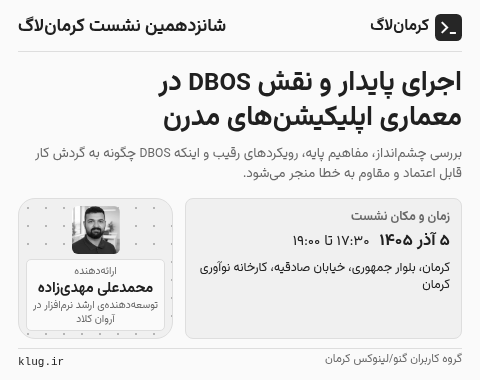 کرمان‌لاگ
شانزدهمین نشست کرمان‌لاگ
اجرای پایدار و نقش DBOS در
معماری اپلیکیشن‌های مدرن
بررسی چشم‌انداز، مفاهیم پایه، رویکردهای رقیب و اینکه DBOS چگونه به گردش کار
قابل اعتماد و مقاوم به خطا منجر می‌شود.
زمان و مکان نشست
۵ آذر ۱۴۰۵ ۱۷:۳۰ تا ۱۹:۰۰
کرمان، بلوار جمهوری، خیابان صادقیه، کارخانه نوآوری
کرمان
ارائه‌دهنده
محمدعلی مهدی‌زاده
توسعه‌دهنده‌ی ارشد نرم‌افزار در
آروان کلاد
گروه کاربران گنو/لینوکس کرمان
klug.ir